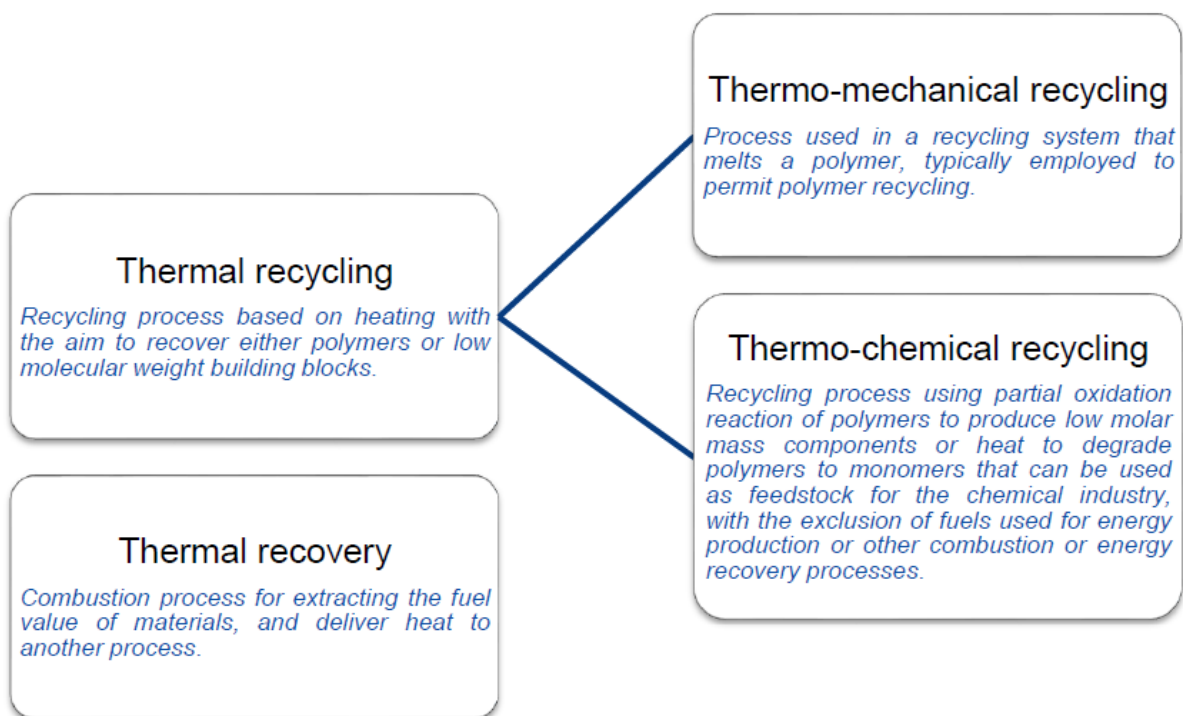 Thermal recycling
Recycling process based on heating with
the aim to recover either polymers or low
molecular weight building blocks.
Thermal recovery
Combustion process for extracting the fuel
value of materials, and deliver heat to
another process.
Thermo-mechanical recycling
Process used in a recycling system that
melts a polymer, typically employed to
permit polymer recycling.
Thermo-chemical recycling
Recycling process using partial oxidation
reaction of polymers to produce low molar
mass components or heat to degrade
polymers to monomers that can be used
as feedstock for the chemical industry,
with the exclusion of fuels used for energy
production or other combustion or energy
recovery processes.